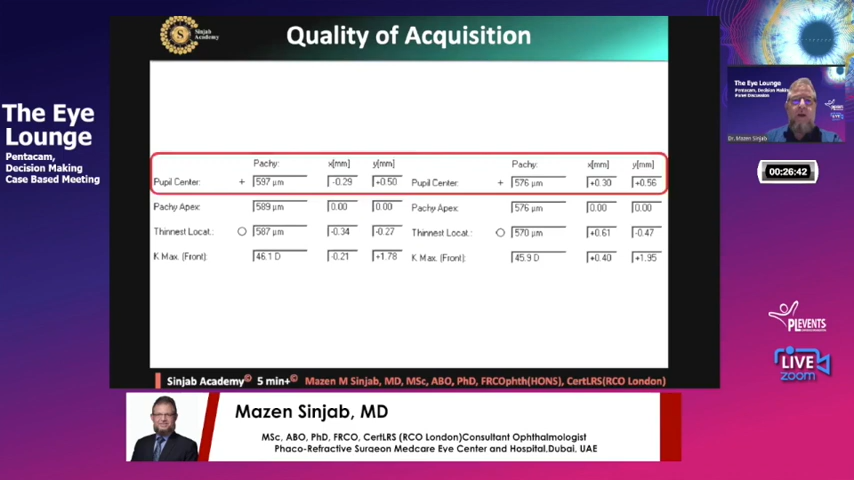 Sinjab
Academy
Quality of Acquisition
The Eye
Lounge
Pentacam,
Decision Making
Case Based Meeting
Pachy: x[mm] y[mm] Pachy: x[mm] y[mm]
Pupil Center: + 597 µm -0.29 +0.50 Pupil Center: + 576 µm +0.30 +0.56
Pachy Apex: 589 µm 0.00 0.00 Pachy Apex: 576 µm 0.00 0.00
Thinnest Locat.: O 587 µm -0.34 -0.27 Thinnest Locat.: O 570 µm +0.61 -0.47
K Max. (Front) 46.1 D -0.21 +1.78 K Max. (Front) 45.9 D +0.40 +1.95
The Eye Lounge
Pentacam, Decision Making
Panel Discussion
Dr. Mazen Sinjab
00:26:42
PLEVENTS
LIVE
zoom
Sinjab Academy© 5 min+© Mazen M Sinjab, MD, MSc, ABO, PhD, FRCOphth(HONS), CertLRS(RCO London)
Mazen Sinjab, MD
MSc, ABO, PhD, FRCO, CertLRS (RCO London)Consultant Ophthalmologist
Phaco-Refractive Surgeon Medcare Eye Center and Hospital,Dubai, UAE